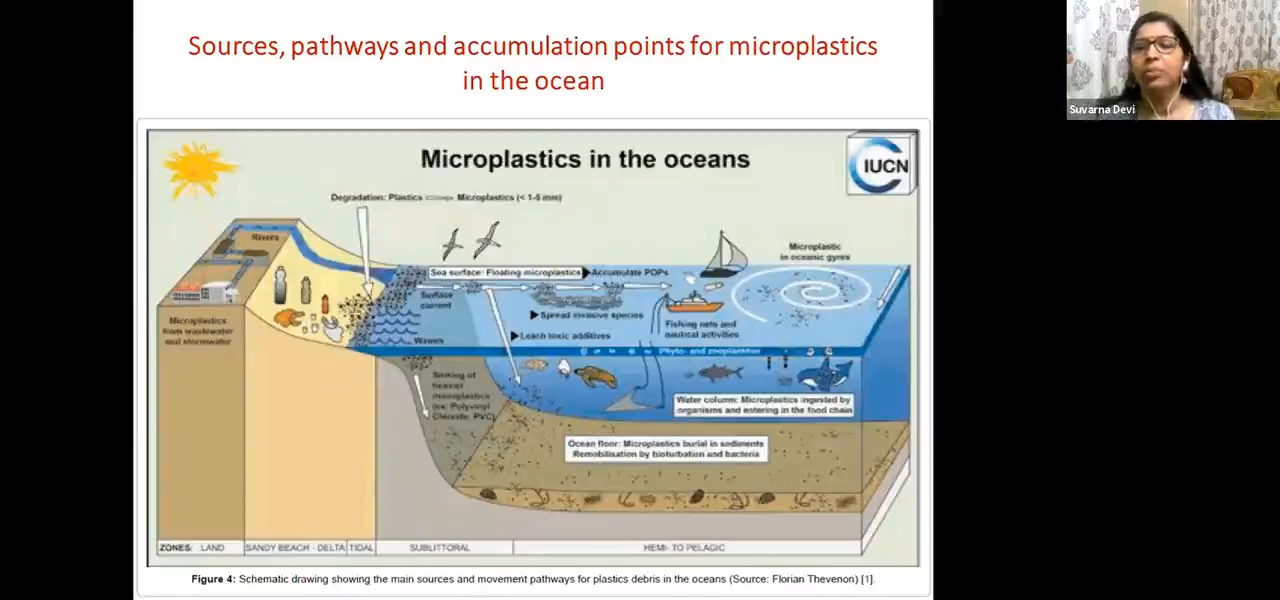 Sources, pathways and accumulation points for microplastics
in the ocean
Suvarna Devi
Microplastics in the oceans
IUCN
Degradation: Plastics Microplastics (< 1-5 mm)
Rivers
Microplastic
in oceanic gyres
Sea surface: Floating microplastics
Accumulate POPs
Surface
current
Spread invasive species
Microplastics
from wastewater
and stormwater
Fishing nets and
nautical activities
Leach toxic additives
Waves
Phyto- and zooplankton
Sinking of
heavier
microplastics
(ex. Polyvinyl
Chloride, PVC)
Water column: Microplastics ingested by
organisms and entering in the food chain
Ocean floor: Microplastics burial in sediments
Remobilisation by bioturbation and bacteria
ZONES: LAND
SANDY BEACH - DELTA
TIDAL
SUBLITTORAL
HEMI- TO PELAGIC
Figure 4: Schematic drawing showing the main sources and movement pathways for plastics debris in the oceans (Source: Florian Thevenon) [1].